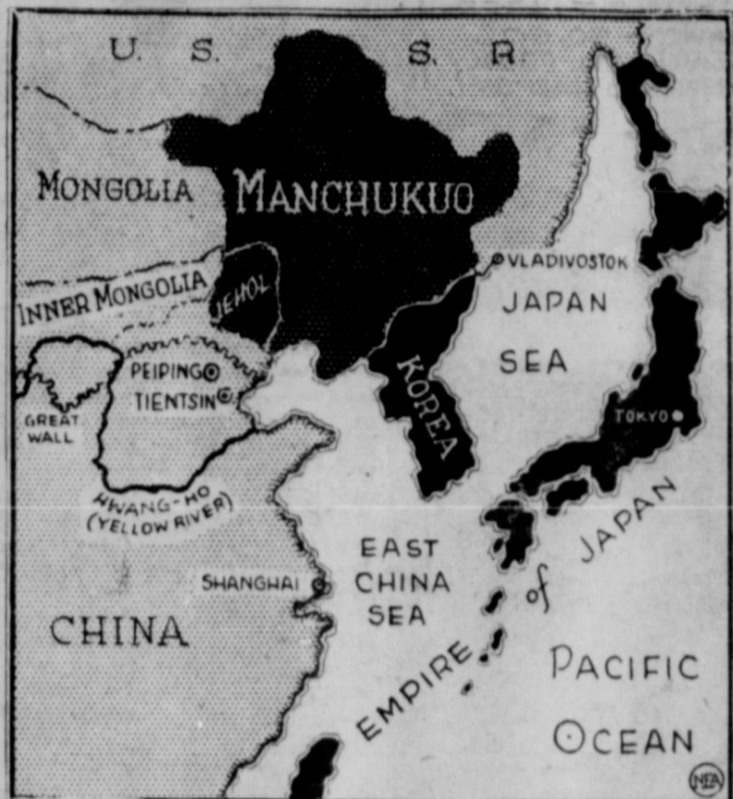 U. S. S. R.
MONGOLIA
MANCHUKUO
VLADIVOSTOK
INNER MONGOLIA
JEHOL
JAPAN
SEA
PEIPING
TIENTSIN
KOREA
GREAT
WALL
TOKYO
HWANG-HO
(YELLOW RIVER)
EAST
CHINA
SEA
SHANGHAI
CHINA
EMPIRE of JAPAN
PACIFIC
OCEAN
NEA